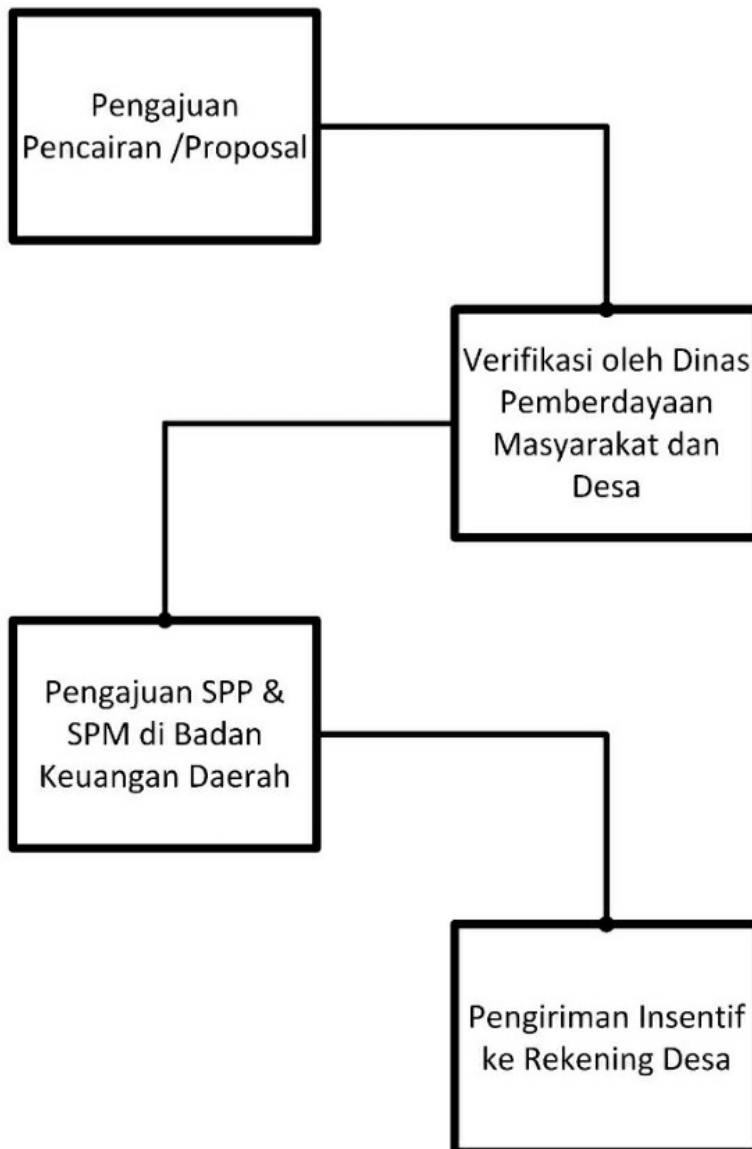 Pengajuan
Pencairan /Proposal
Verifikasi oleh Dinas
Pemberdayaan
Masyarakat dan
Desa
Pengajuan SPP &
SPM di Badan
Keuangan Daerah
Pengiriman Insentif
ke Rekening Desa